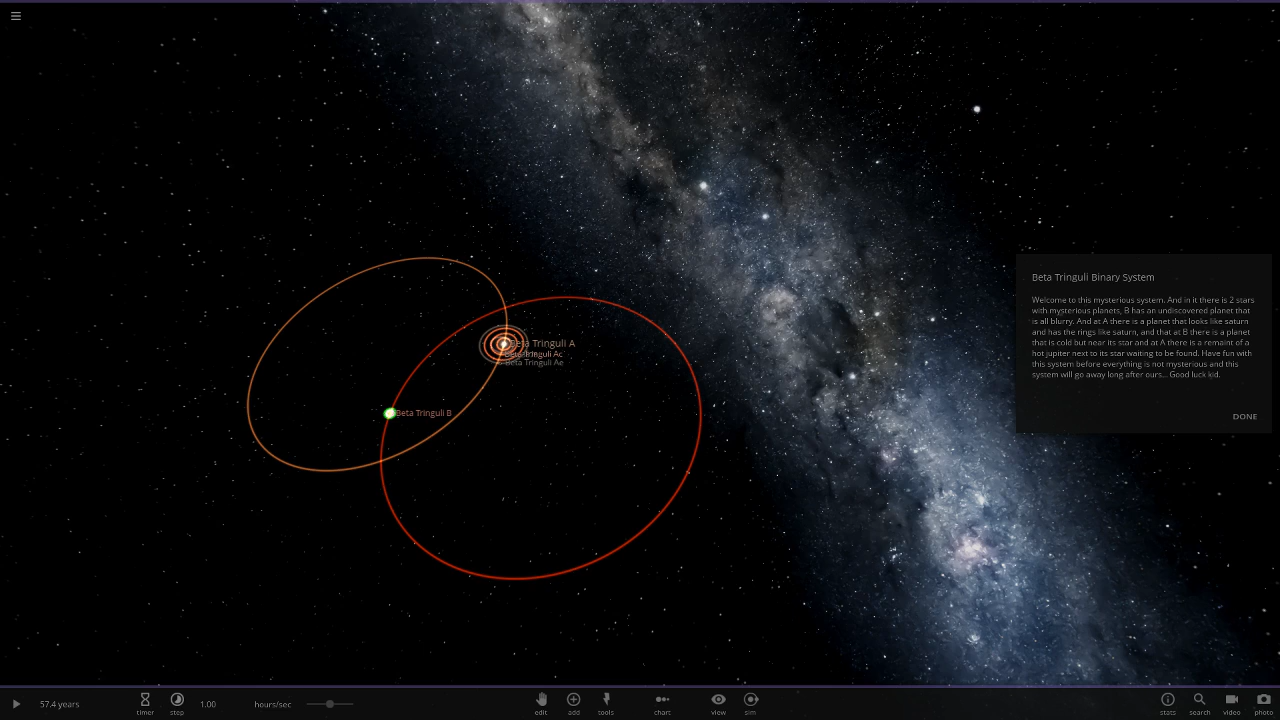 Beta Tringuli A
Beta Tringuli Ac
Beta Tringuli Ae
Beta Tringuli B
Beta Tringuli Binary System
Welcome to this mysterious system. And in it there is 2 stars
with mysterious planets, B has an undiscovered planet that
is all blurry. And at A there is a planet that looks like saturn
and has the rings like saturn, and that at B there is a planet
that is cold but near its star and at A there is a remaint of a
hot jupiter next to its star waiting to be found. Have fun with
this system before everything is not mysterious and this
system will go away long after ours... Good luck kid.
DONE
57.4 years
timer
step
1.00
hours/sec
edit
add
tools
chart
view
sim
stats
search
video
photo